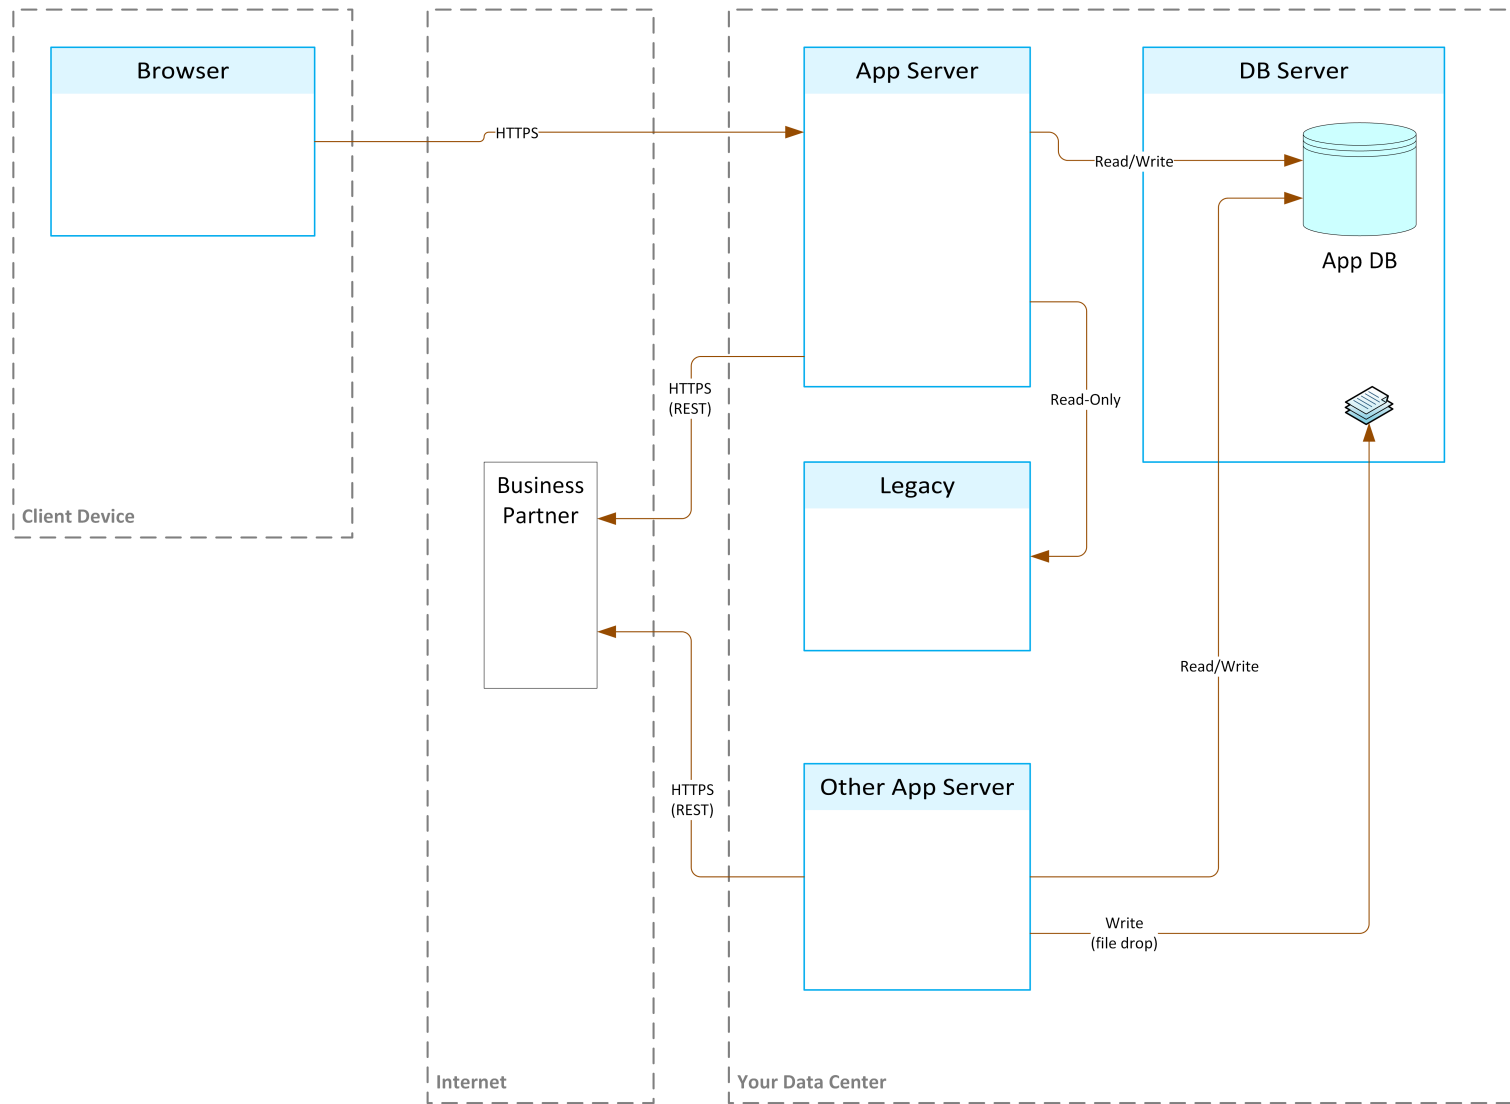 Browser
App Server
DB Server
HTTPS
Read/Write
App DB
HTTPS
(REST)
Read-Only
Business
Partner
Legacy
Client Device
Read/Write
HTTPS
(REST)
Other App Server
Write
(file drop)
Internet
Your Data Center